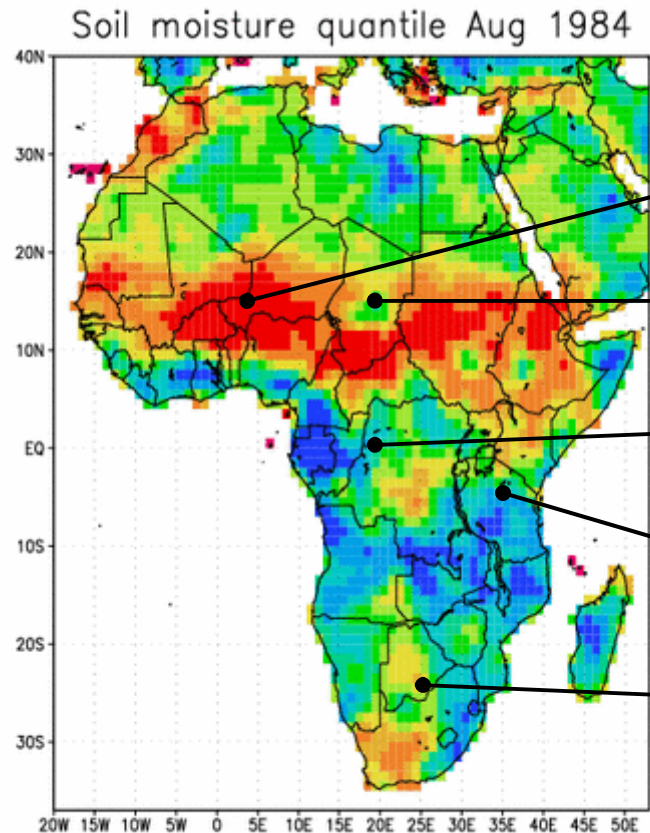 Soil moisture quantile Aug 1984
40N
30N
20N
10N
EQ
10S
20S
30S
20W 15W 10W 5W 0 5E 10E 15E 20E 25E 30E 35E 40E 45E 50E